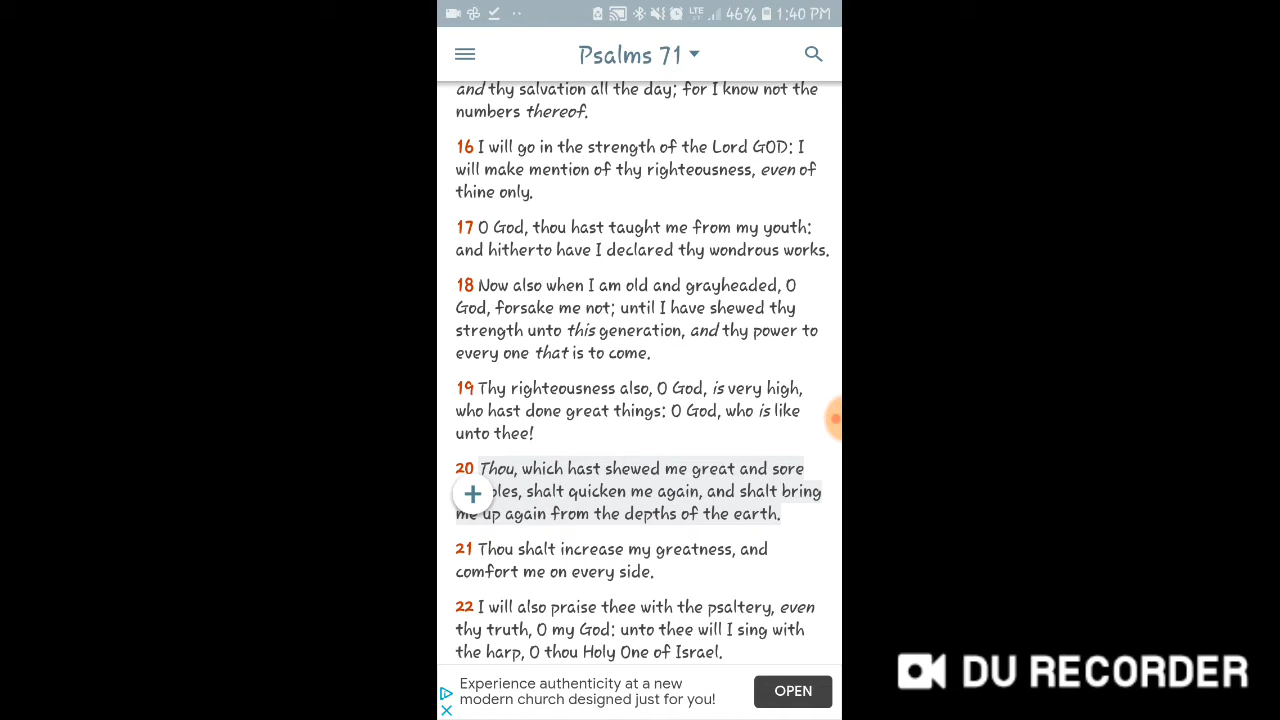 46% 1:40 PM
LTE
Psalms 71
and thy salvation all the day; for I know not the
numbers thereof.
16 I will go in the strength of the Lord GOD: I
will make mention of thy righteousness, even of
thine only.
17 O God, thou hast taught me from my youth:
and hitherto have I declared thy wondrous works.
18 Now also when I am old and grayheaded, O
God, forsake me not; until I have shewed thy
strength unto this generation, and thy power to
every one that is to come.
19 Thy righteousness also, O God, is very high,
who hast done great things: O God, who is like
unto thee!
20 Thou, which hast shewed me great and sore
bles, shalt quicken me again, and shalt bring
me up again from the depths of the earth.
21 Thou shalt increase my greatness, and
comfort me on every side.
22 I will also praise thee with the psaltery, even
thy truth, O my God: unto thee will I sing with
the harp, O thou Holy One of Israel.
Experience authenticity at a new
modern church designed just for you!
OPEN
DU RECORDER